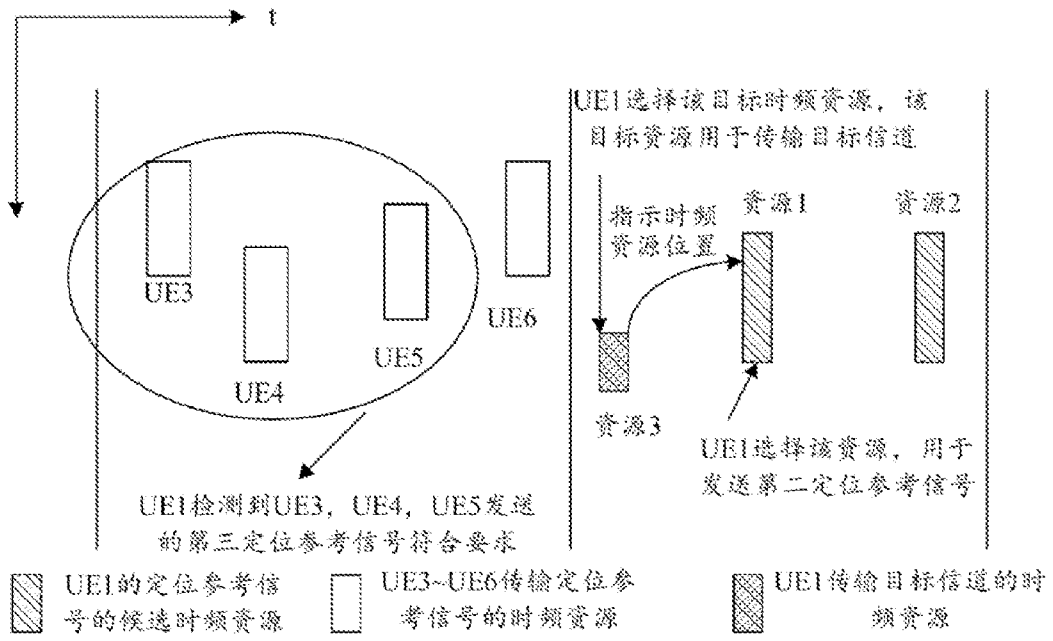 t
UE1选择该目标时频资源，该
目标资源用于传输目标信道
指示时频
资源位置
资源1
资源2
UE3
UE4
UE5
UE6
资源3
UE1选择该资源，用于
发送第二定位参考信号
UE1检测到UE3，UE4，UE5发送
的第三定位参考信号符合要求
UE1的定位参考信
号的候选时频资源
UE3~UE6传输定位参
考信号的时频资源
UE1传输目标信道的时
频资源